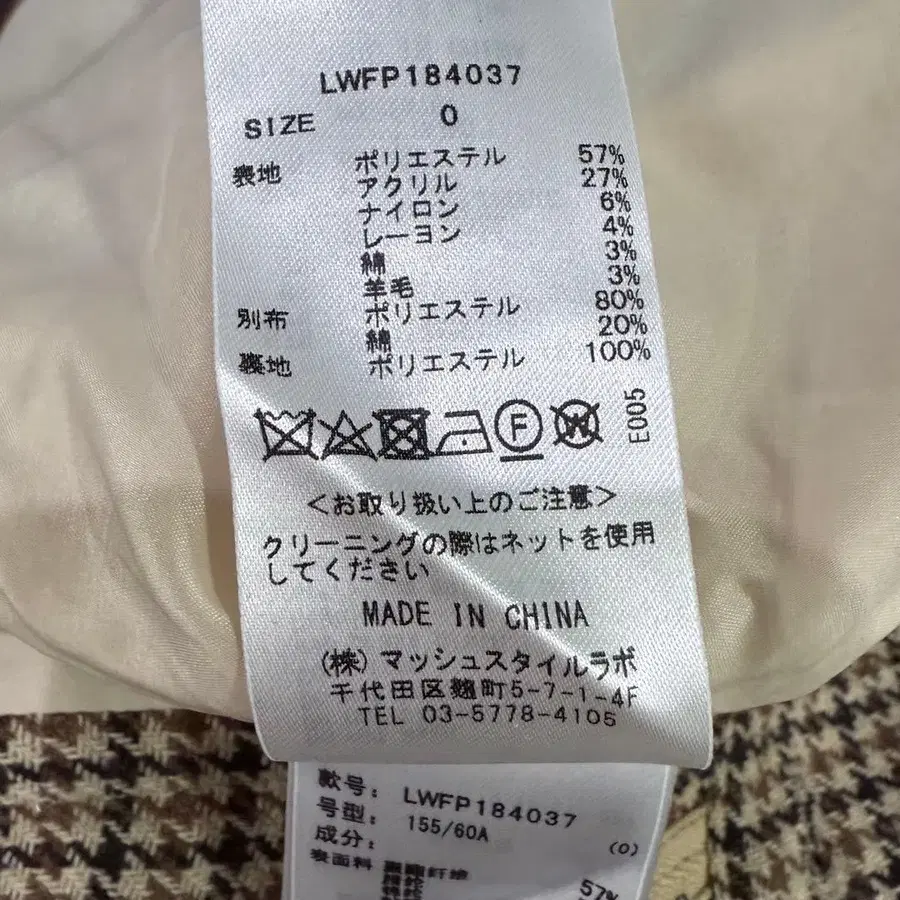 LWFP184037
SIZE 0
表地 ポリエステル 57%
アクリル 27%
ナイロン 6%
レーヨン 4%
綿 3%
羊毛 3%
別布 ポリエステル 80%
綿 20%
裏地 ポリエステル 100%
F W E005
<お取り扱い上のご注意>
クリーニングの際はネットを使用
してください
MADE IN CHINA
(株)マッシュスタイルラボ
千代田区麹町5-7-1-4F
TEL 03-5778-4105
款号: LWFP184037
号型: 155/60A (0)
成分:
表面料 57%